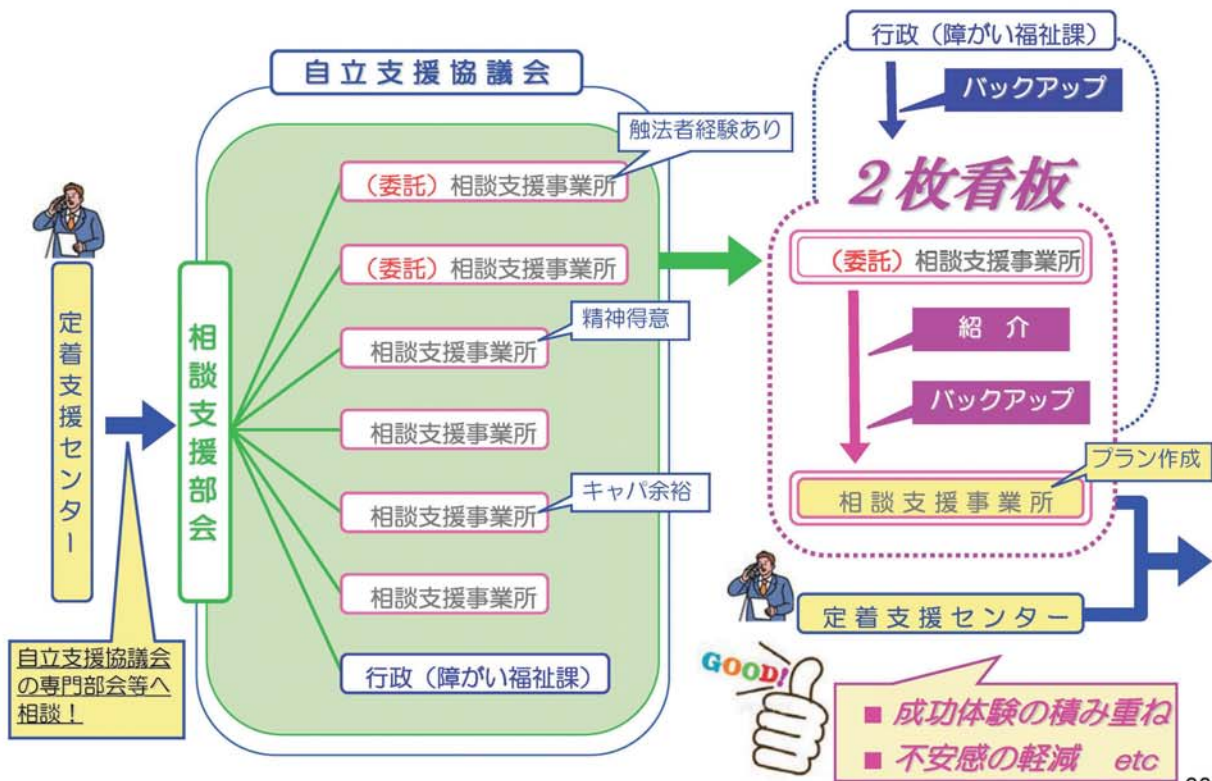 自立支援協議会
触法者経験あり
（委託）相談支援事業所
（委託）相談支援事業所
精神得意
相談支援事業所
相談支援事業所
キャパ余裕
相談支援事業所
相談支援事業所
行政（障がい福祉課）
定着支援センター
相談支援部会
自立支援協議会
の専門部会等へ
相談！
行政（障がい福祉課）
バックアップ
２枚看板
（委託）相談支援事業所
紹　介
バックアップ
プラン作成
相談支援事業所
定着支援センター
GOOD!
■ 成功体験の積み重ね
■ 不安感の軽減　etc